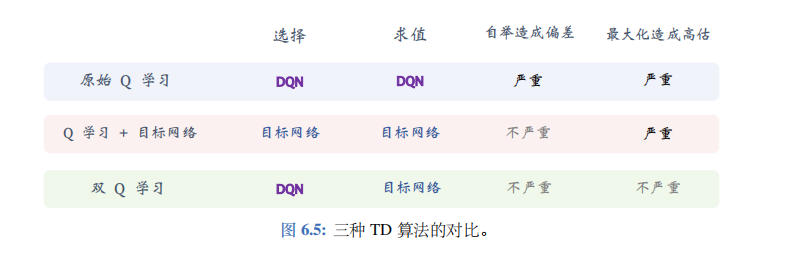 选择 求值 自举造成偏差 最大化造成高估
原始 Q 学习 DQN DQN 严重 严重
Q 学习 + 目标网络 目标网络 目标网络 不严重 严重
双 Q 学习 DQN 目标网络 不严重 不严重
图 6.5: 三种 TD 算法的对比。